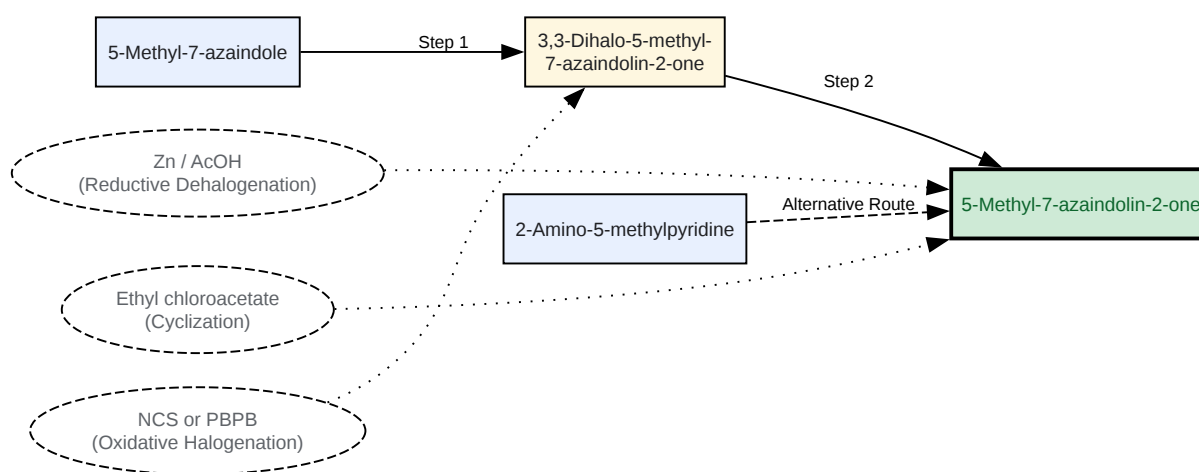 5-Methyl-7-azaindole
Step 1
3,3-Dihalo-5-methyl-
7-azaindolin-2-one
Step 2
Zn / AcOH
(Reductive Dehalogenation)
2-Amino-5-methylpyridine
Alternative Route
5-Methyl-7-azaindolin-2-one
Ethyl chloroacetate
(Cyclization)
NCS or PBPB
(Oxidative Halogenation)